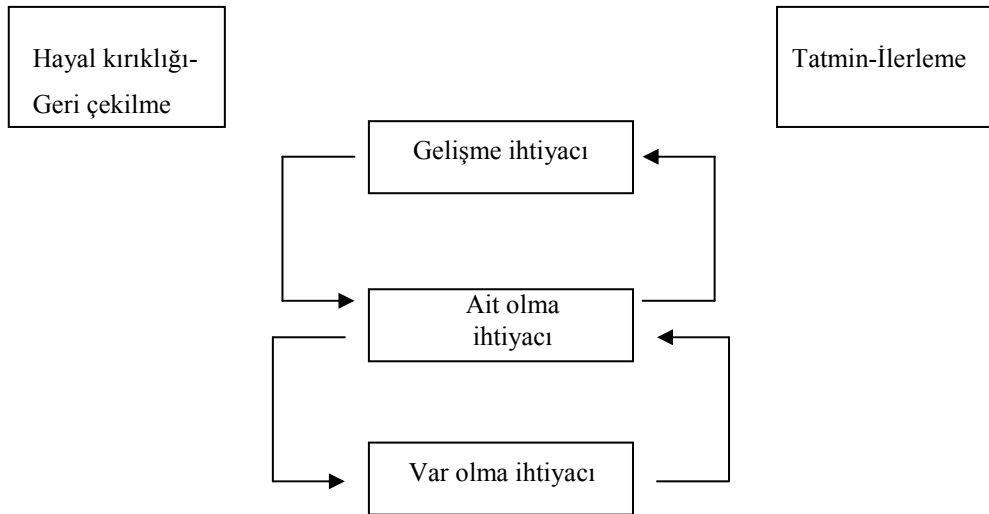 Hayal kırıklığı-
Geri çekilme
Tatmin-İlerleme
Gelişme ihtiyacı
Ait olma
ihtiyacı
Var olma ihtiyacı